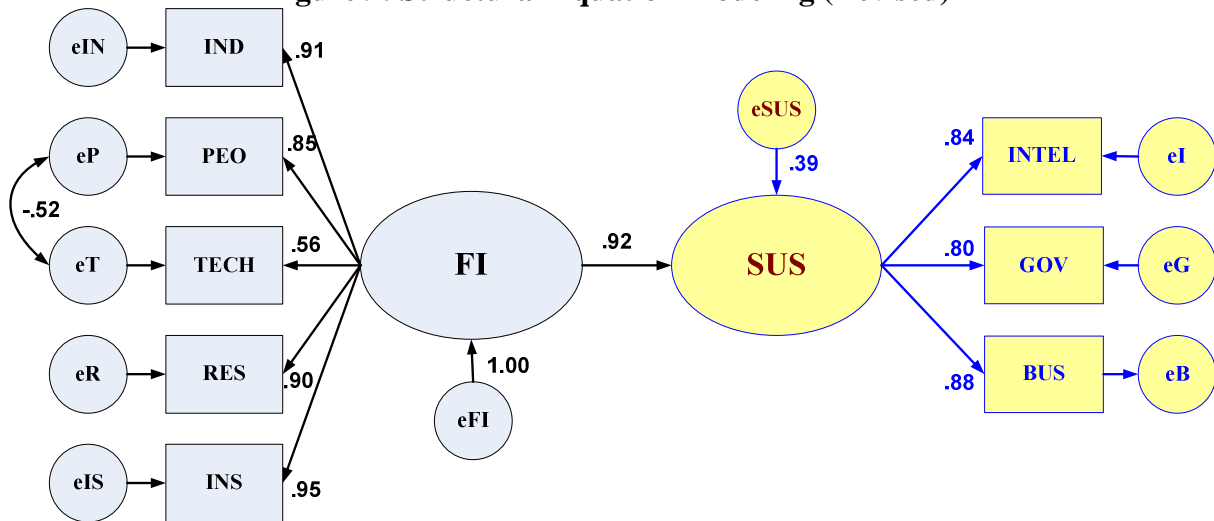 eIN
IND
.91
eP
PEO
.85
-.52
eT
TECH
.56
eR
RES
.90
eIS
INS
.95
FI
1.00
eFI
.92
eSUS
.39
SUS
.84
INTEL
eI
.80
GOV
eG
.88
BUS
eB